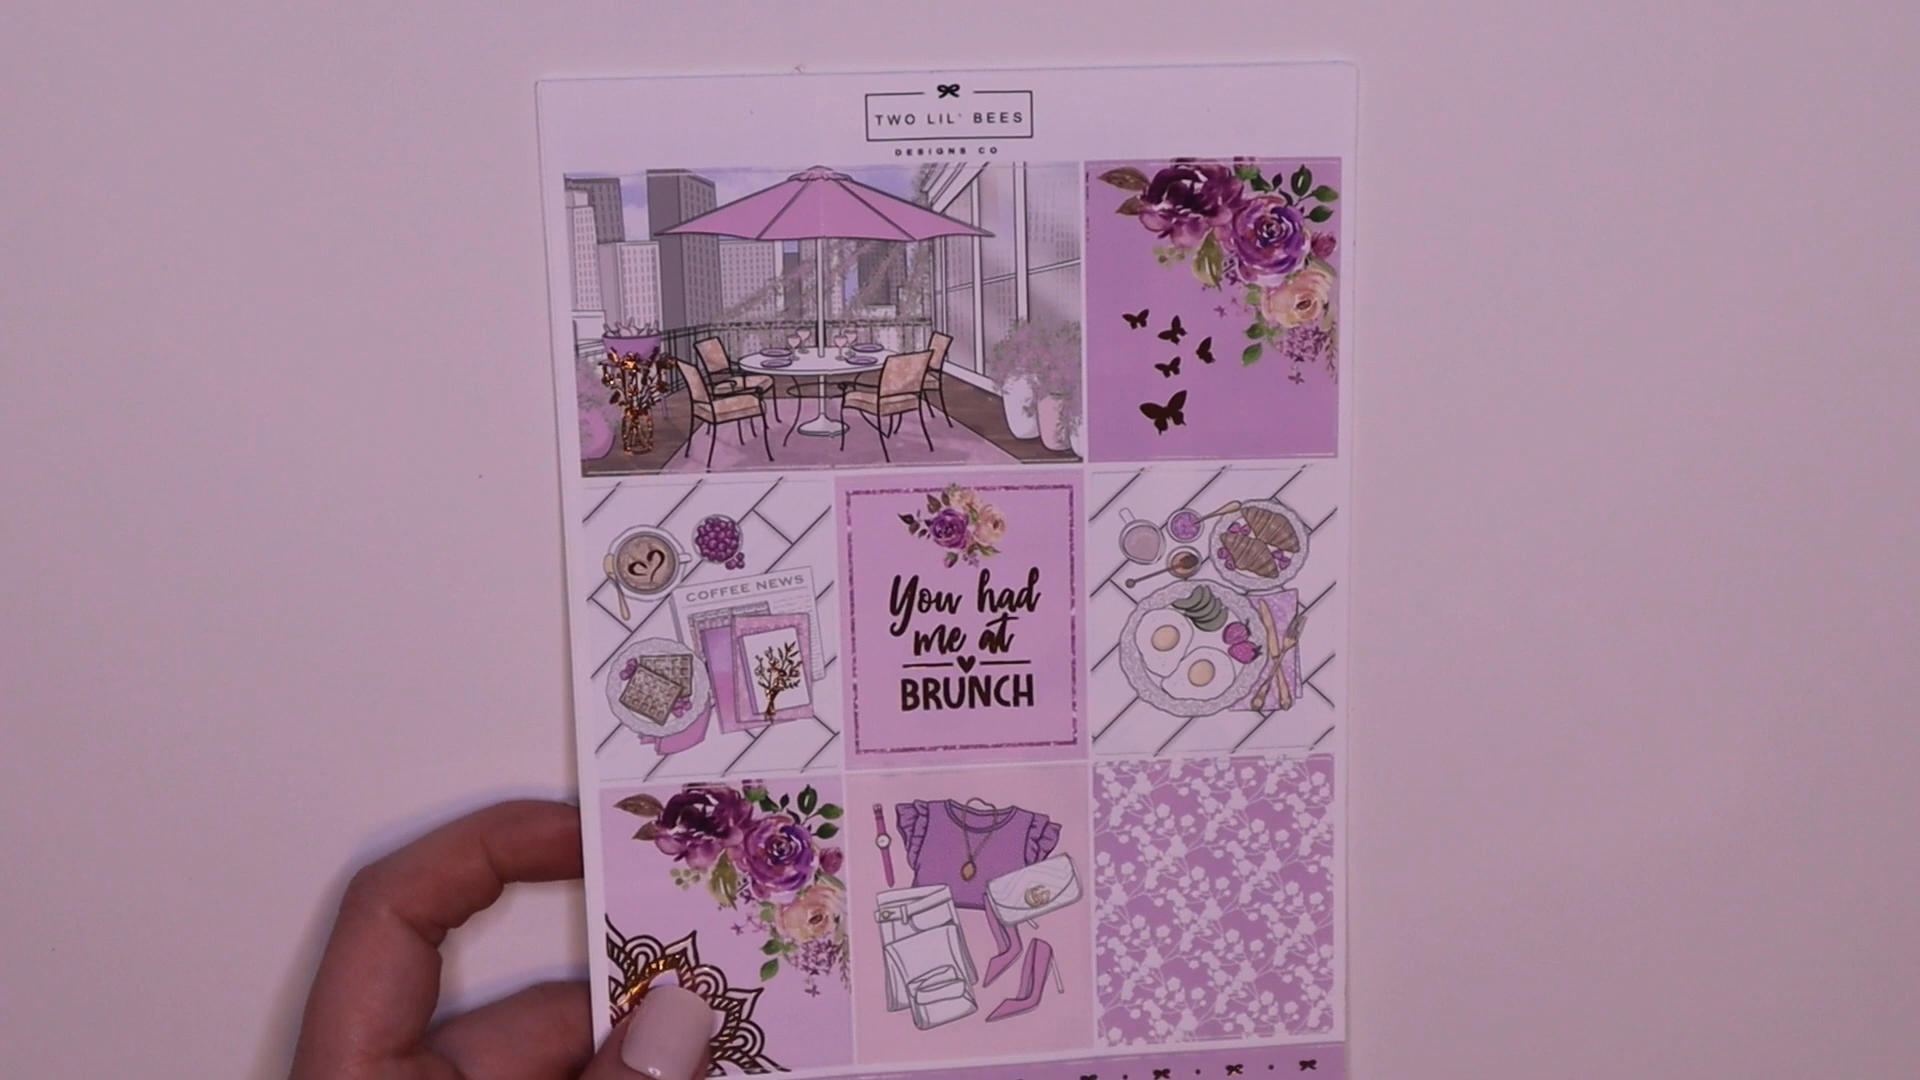 TWO LIL' BEES
DESIGNS CO
COFFEE NEWS
You had
me at
BRUNCH